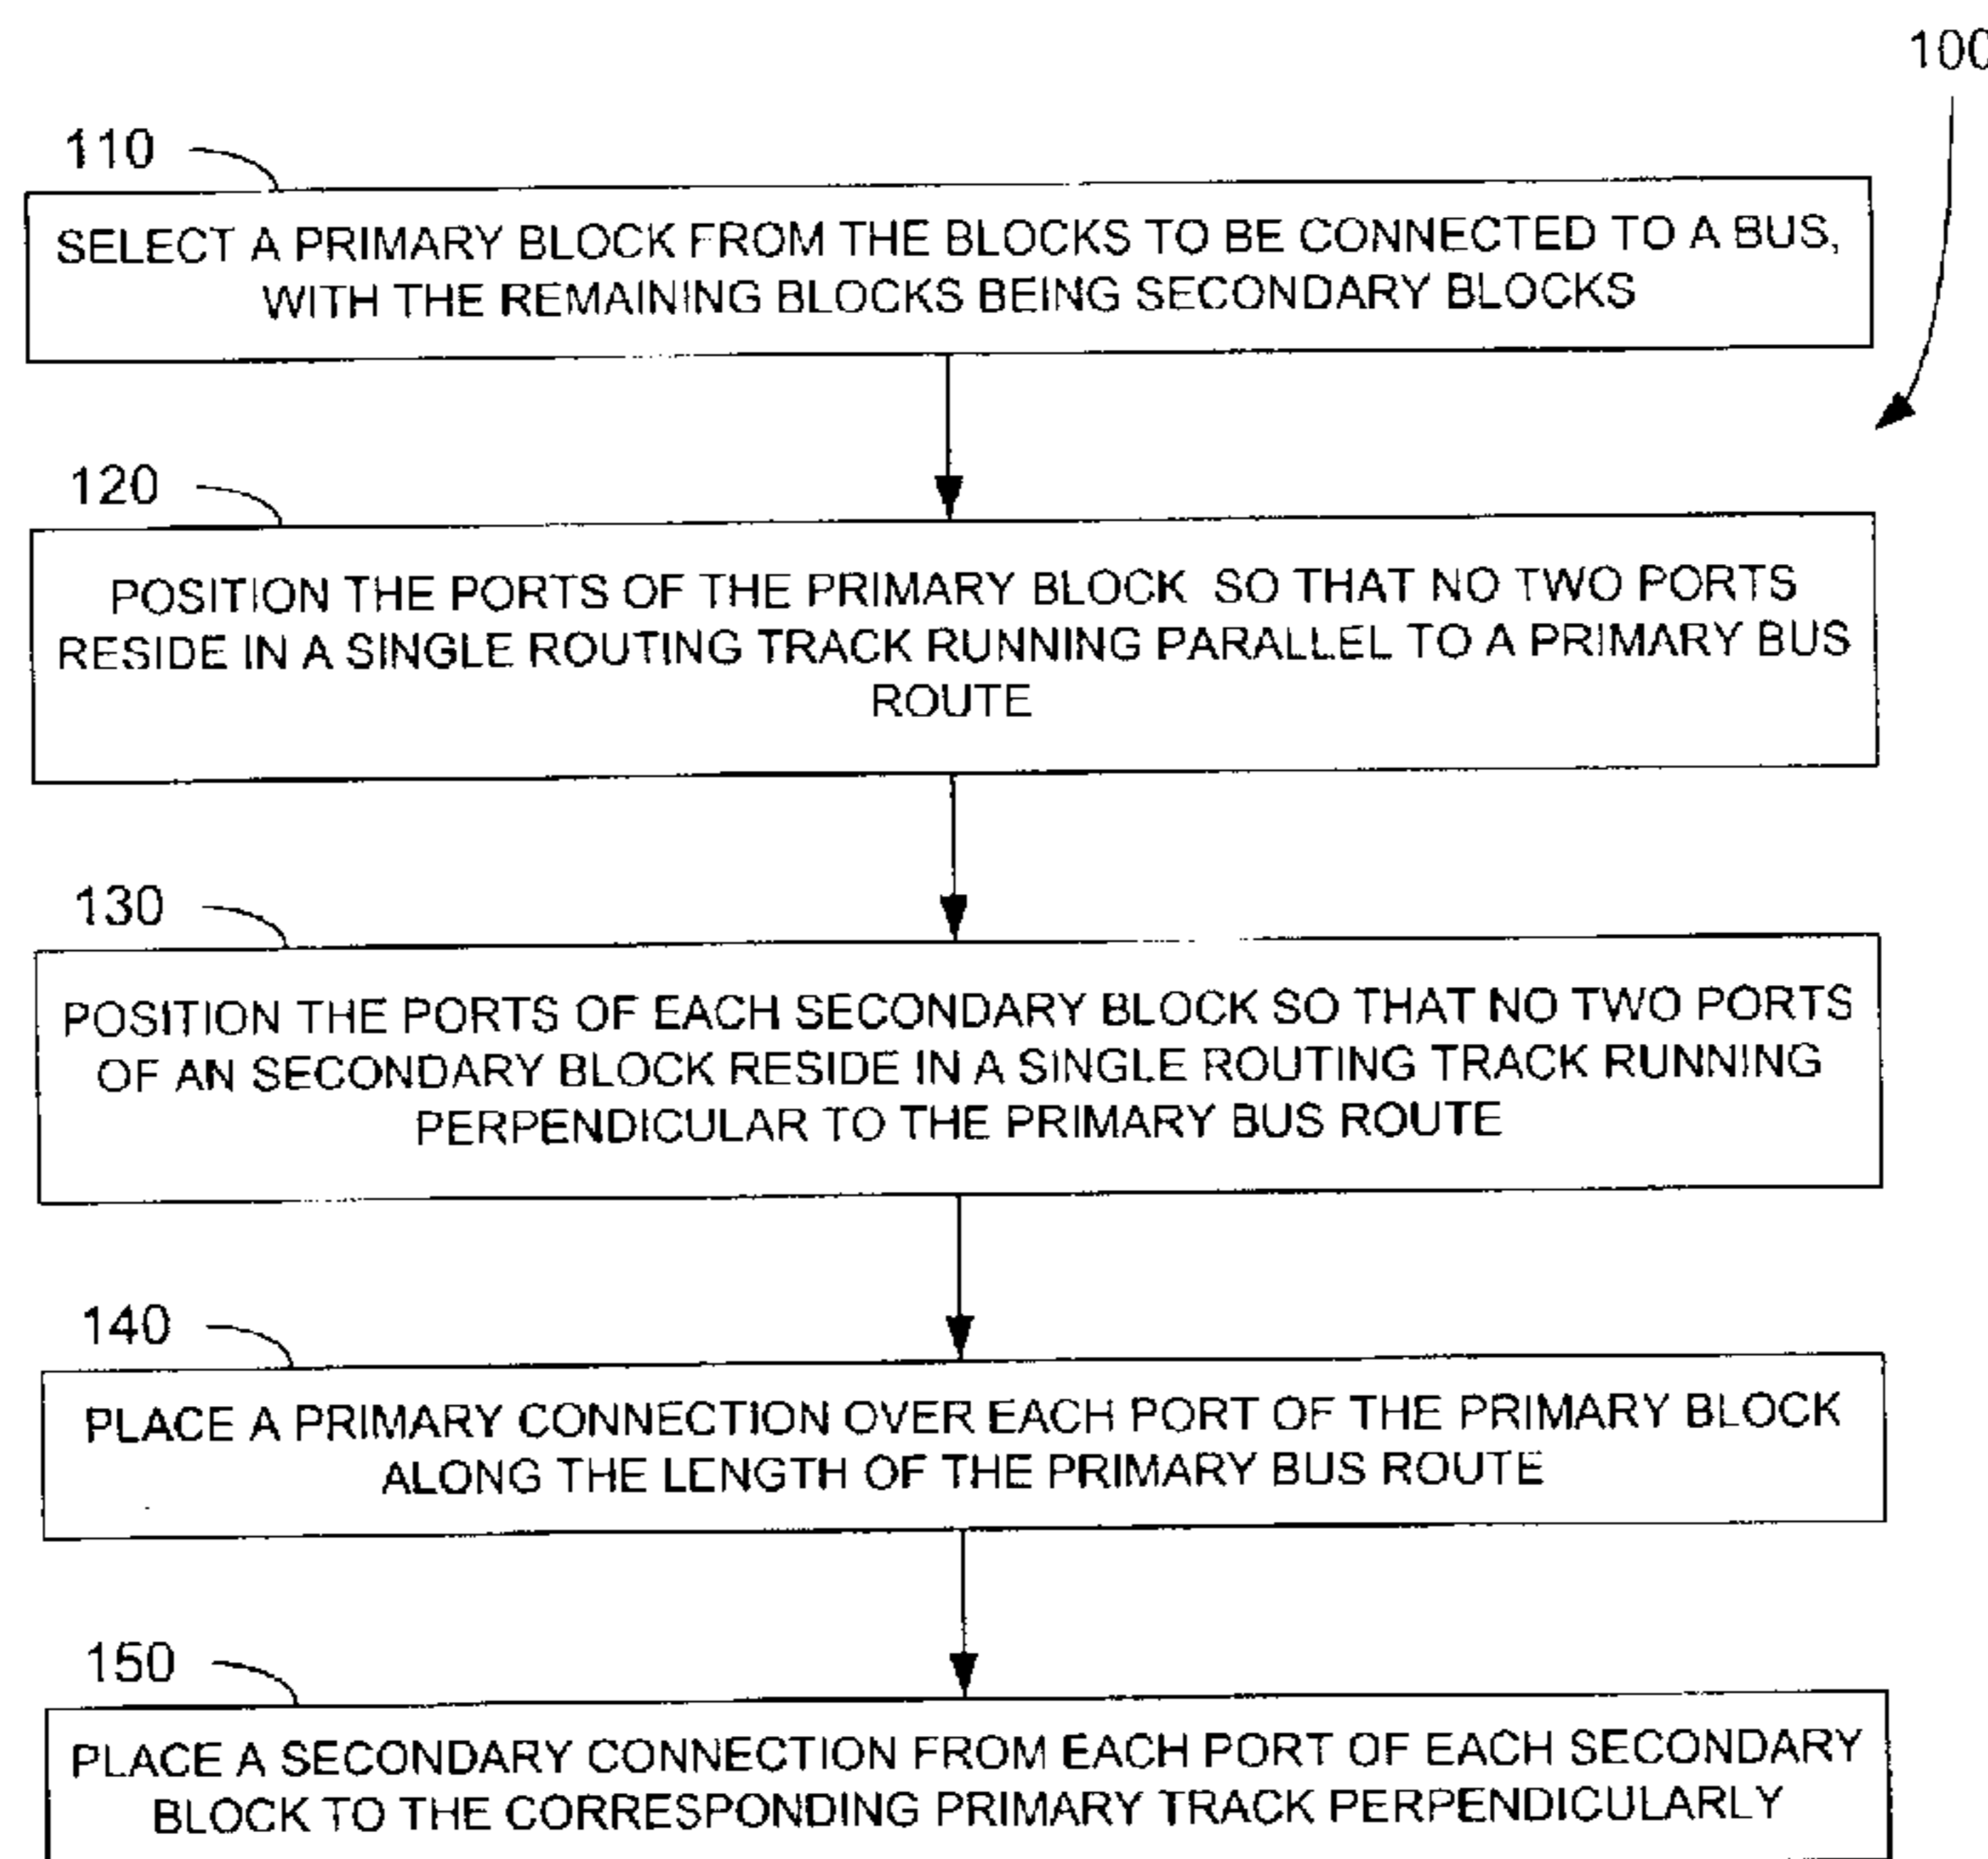 100
110
SELECT A PRIMARY BLOCK FROM THE BLOCKS TO BE CONNECTED TO A BUS,
WITH THE REMAINING BLOCKS BEING SECONDARY BLOCKS
120
POSITION THE PORTS OF THE PRIMARY BLOCK SO THAT NO TWO PORTS
RESIDE IN A SINGLE ROUTING TRACK RUNNING PARALLEL TO A PRIMARY BUS
ROUTE
130
POSITION THE PORTS OF EACH SECONDARY BLOCK SO THAT NO TWO PORTS
OF AN SECONDARY BLOCK RESIDE IN A SINGLE ROUTING TRACK RUNNING
PERPENDICULAR TO THE PRIMARY BUS ROUTE
140
PLACE A PRIMARY CONNECTION OVER EACH PORT OF THE PRIMARY BLOCK
ALONG THE LENGTH OF THE PRIMARY BUS ROUTE
150
PLACE A SECONDARY CONNECTION FROM EACH PORT OF EACH SECONDARY
BLOCK TO THE CORRESPONDING PRIMARY TRACK PERPENDICULARLY